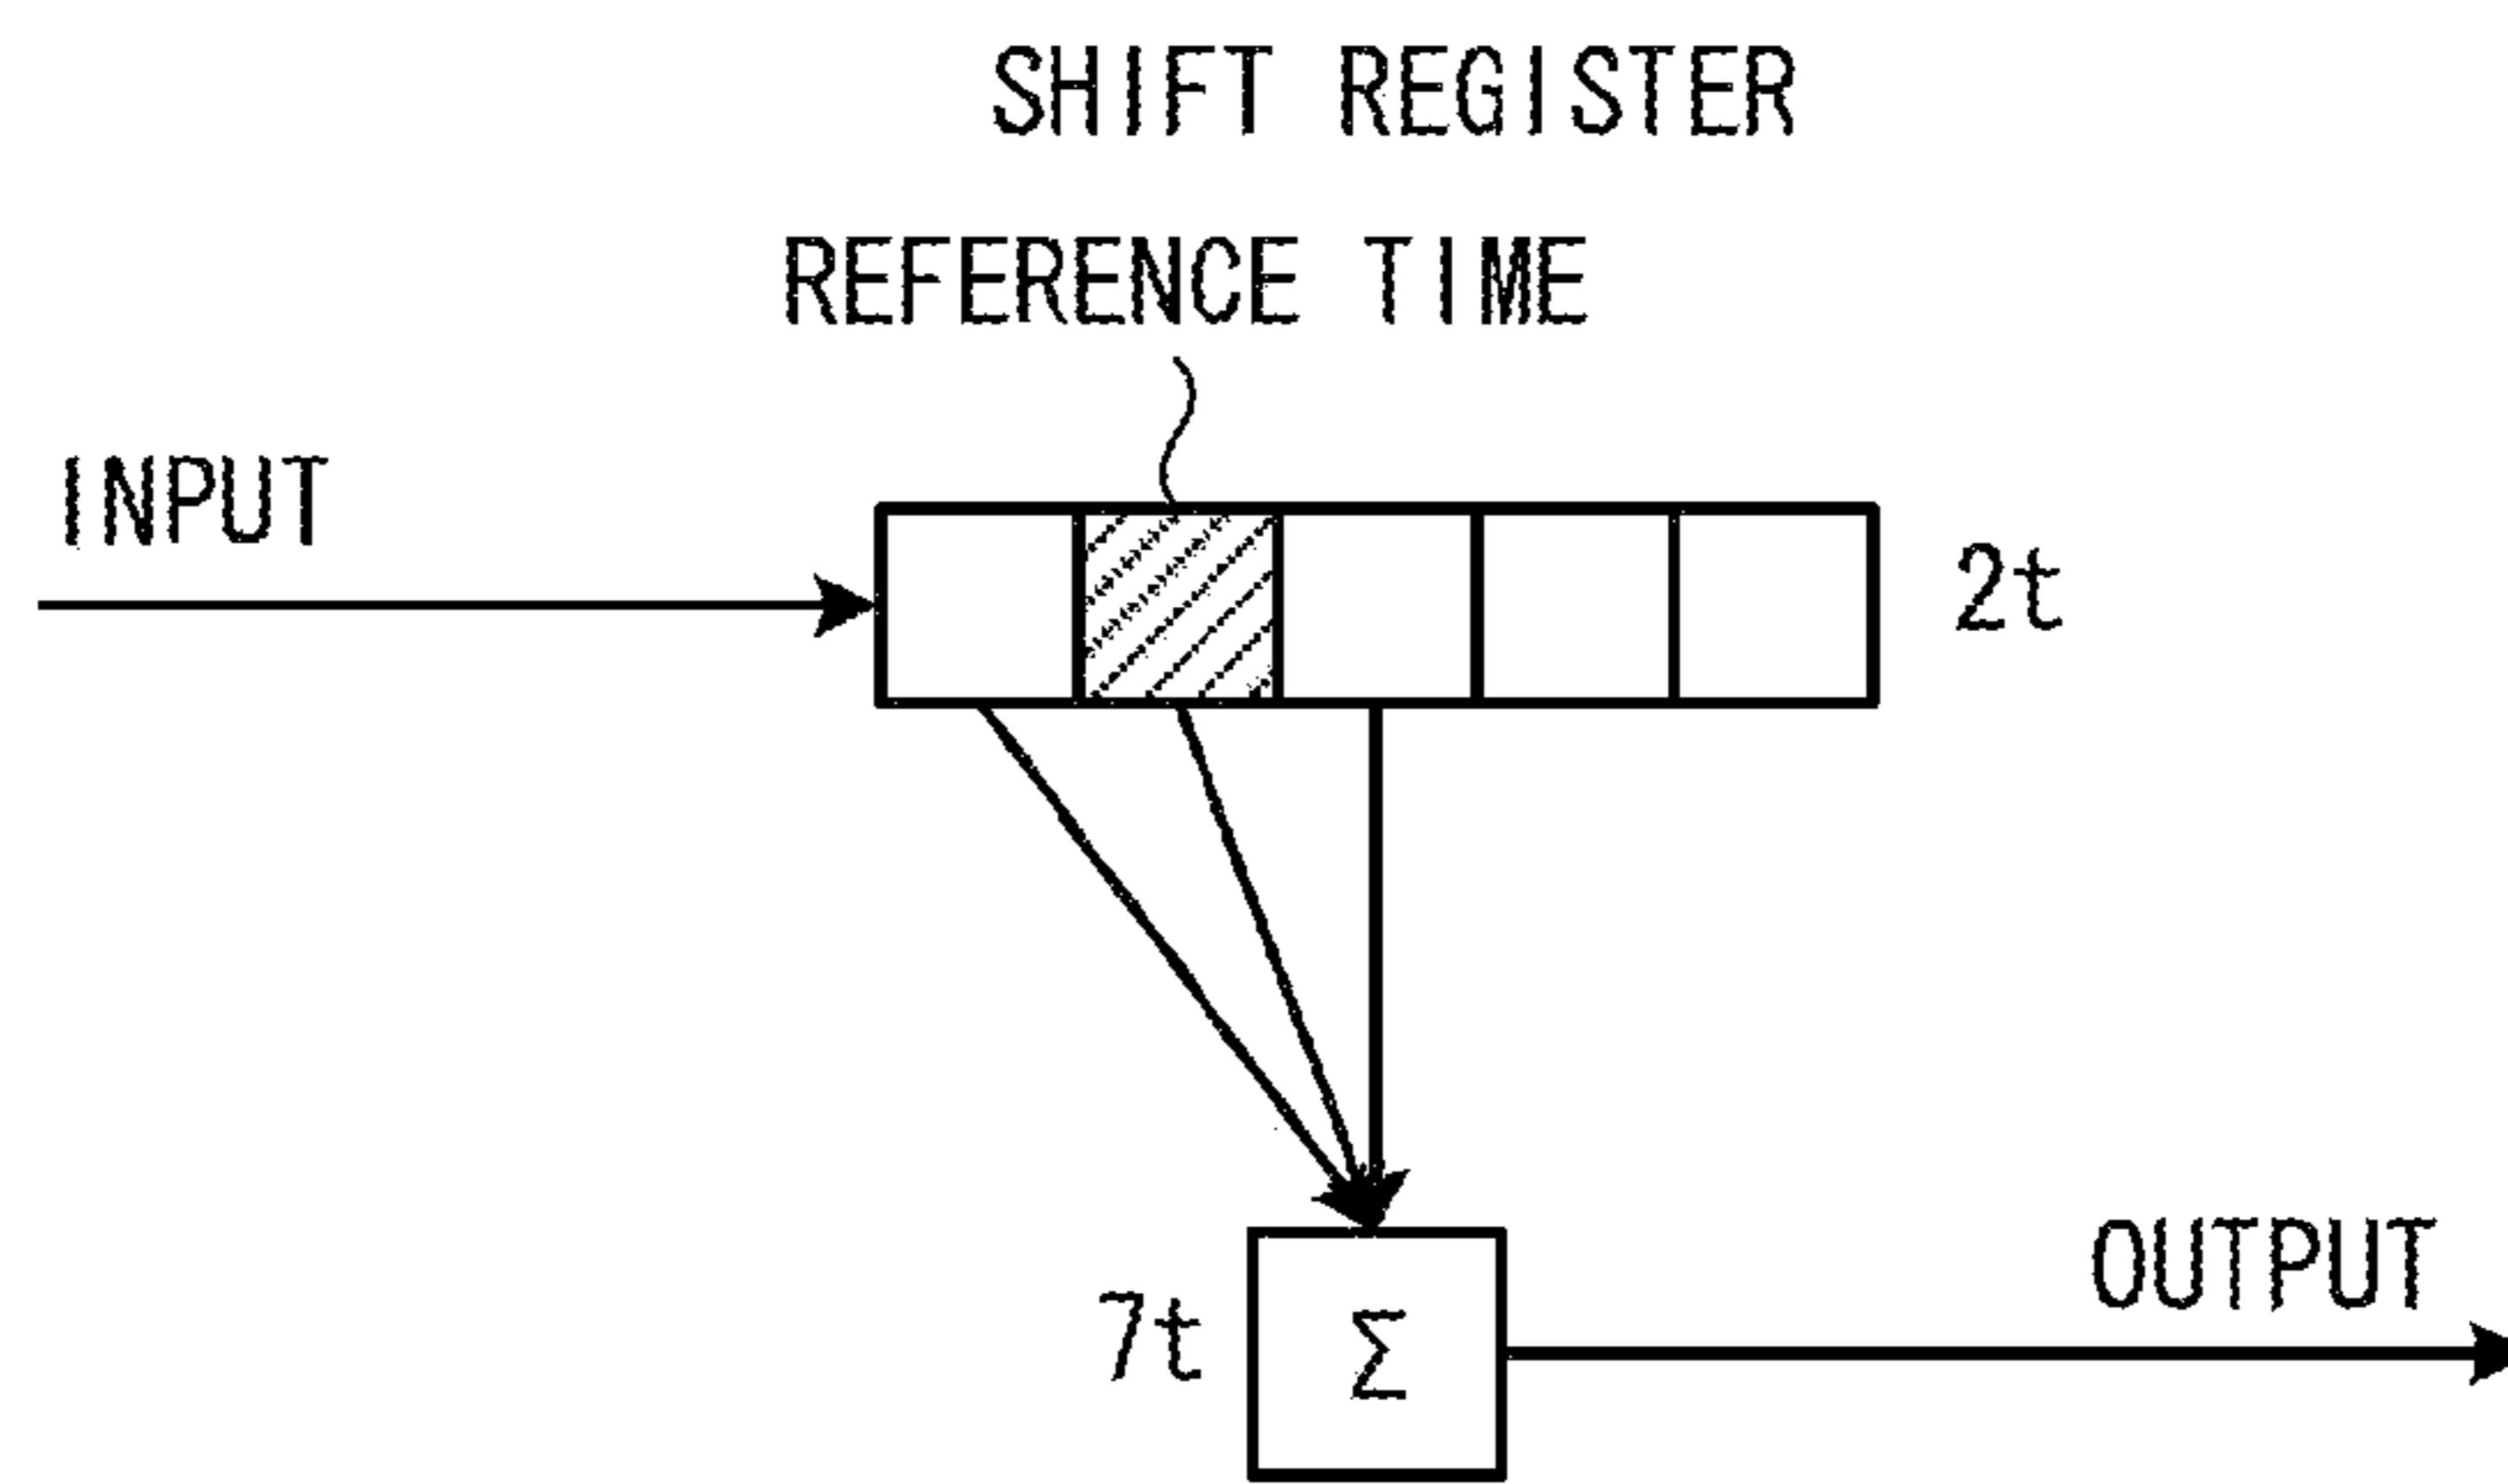 SHIFT REGISTER
REFERENCE TIME
INPUT
2t
7t
Σ
OUTPUT